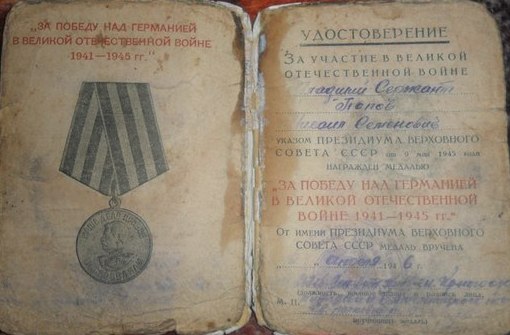 „ЗА ПОБЕДУ НАД ГЕРМАНИЕЙ
В ВЕЛИКОЙ ОТЕЧЕСТВЕННОЙ ВОЙНЕ
1941—1945 гг."
УДОСТОВЕРЕНИЕ
ЗА УЧАСТИЕ В ВЕЛИКОЙ
ОТЕЧЕСТВЕННОЙ ВОЙНЕ
Сержант
Попов
Семенович
УКАЗОМ ПРЕЗИДИУМА ВЕРХОВНОГО
СОВЕТА СССР от 9 мая 1945 года
НАГРАЖДЕН МЕДАЛЬЮ
„ЗА ПОБЕДУ НАД ГЕРМАНИЕЙ
В ВЕЛИКОЙ ОТЕЧЕСТВЕННОЙ
ВОЙНЕ 1941—1945 гг."
ОТ ИМЕНИ ПРЕЗИДИУМА ВЕРХОВНОГО
СОВЕТА СССР МЕДАЛЬ ВРУЧЕНА
апреля 1946 г.
М. П.